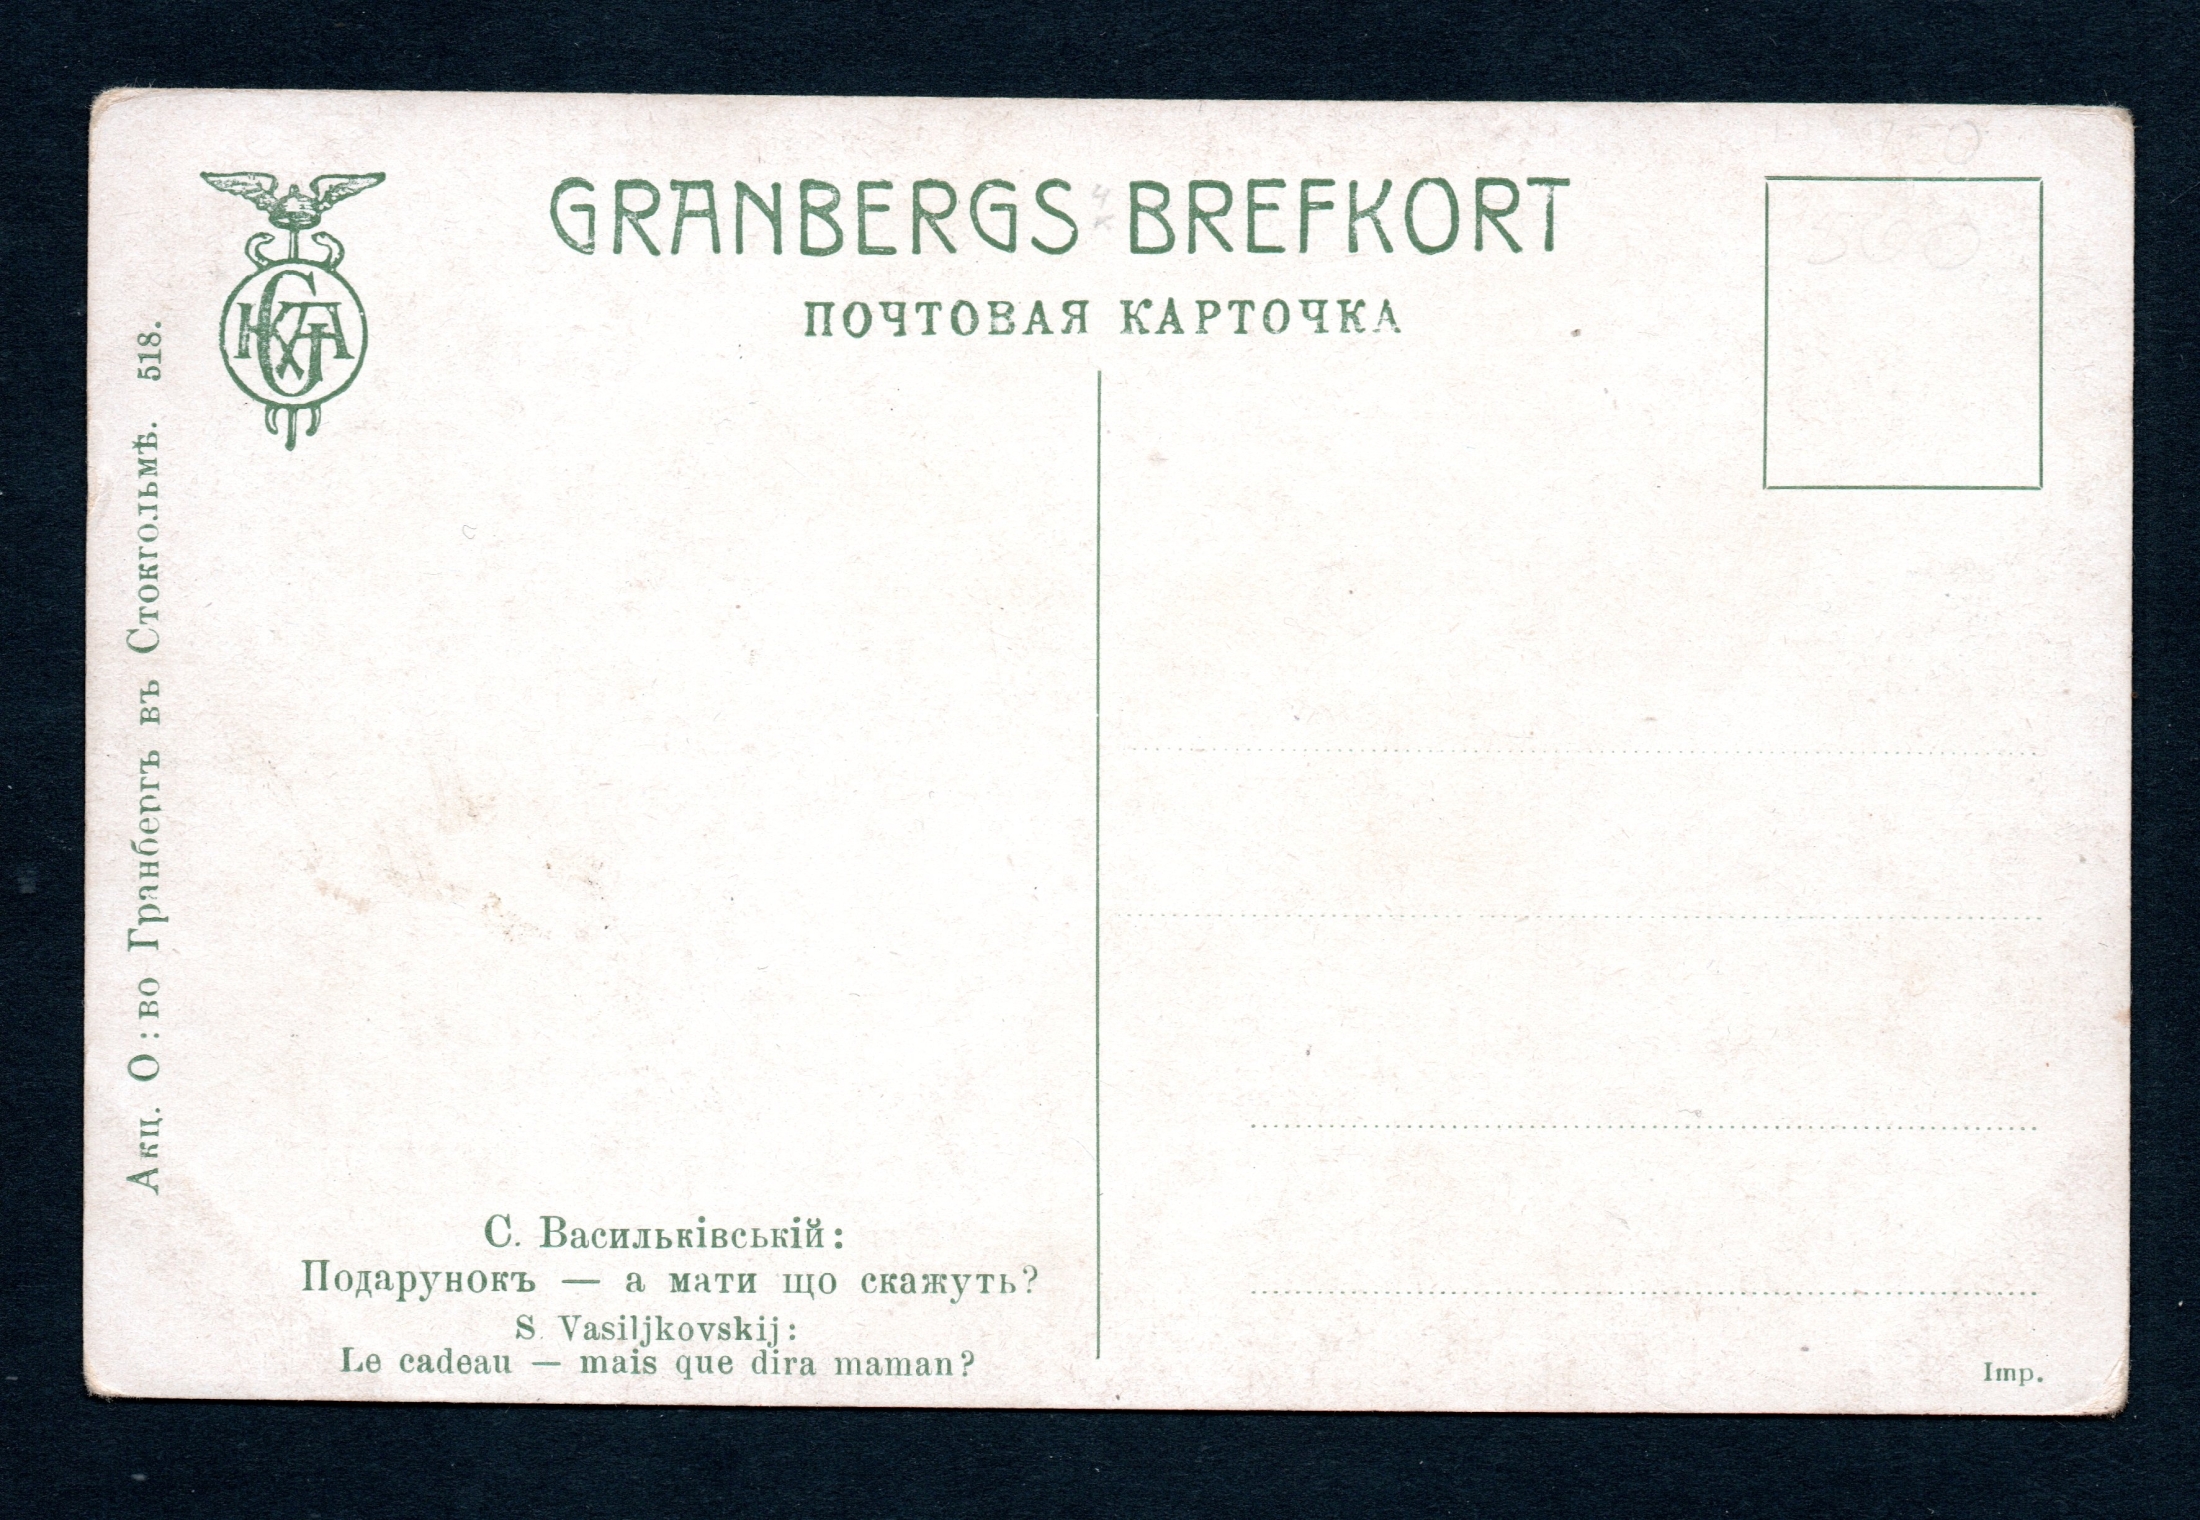 GRANBERGS BREFKORT
ПОЧТОВАЯ КАРТОЧКА
Акц. О:во Гранбергъ въ Стокгольмѣ. 518.
С. Васильківській:
Подарунокъ — а мати що скажуть?
S. Vasiljkovskij:
Le cadeau — mais que dira maman?
Imp.